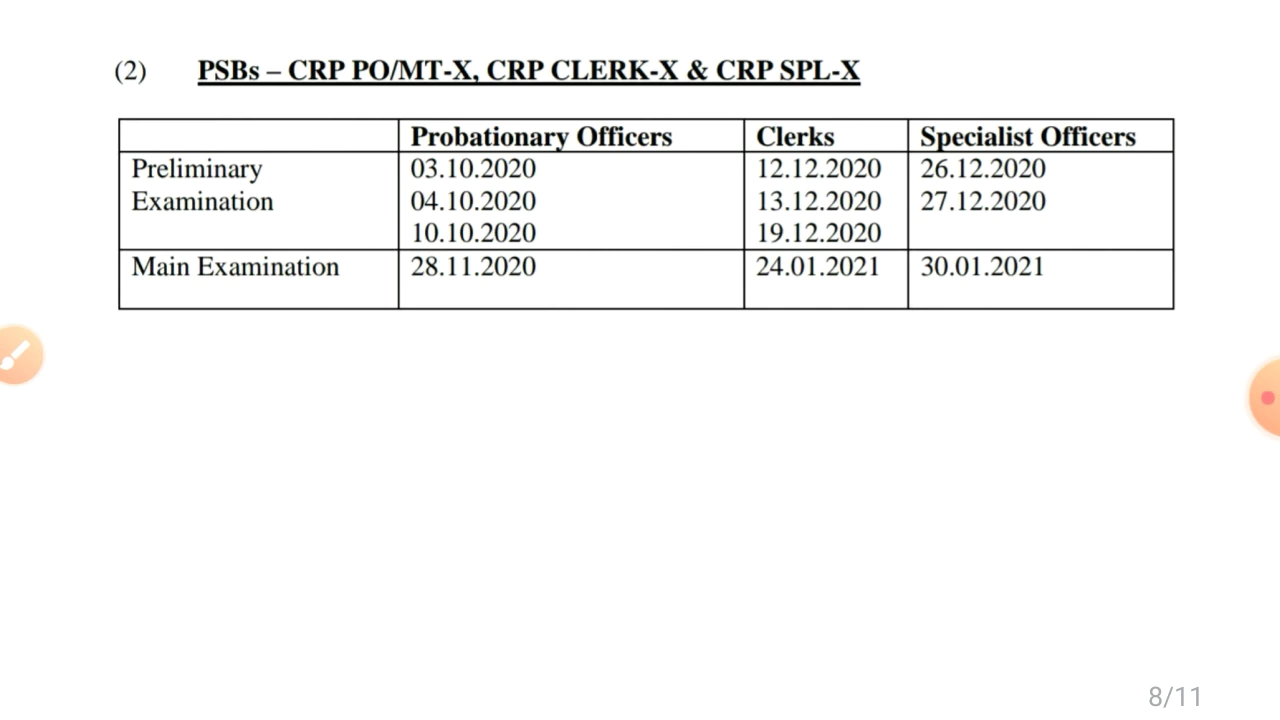 (2) PSBs – CRP PO/MT-X, CRP CLERK-X & CRP SPL-X
Probationary Officers Clerks Specialist Officers
Preliminary 03.10.2020 12.12.2020 26.12.2020
Examination 04.10.2020 13.12.2020 27.12.2020
10.10.2020 19.12.2020
Main Examination 28.11.2020 24.01.2021 30.01.2021
8/11